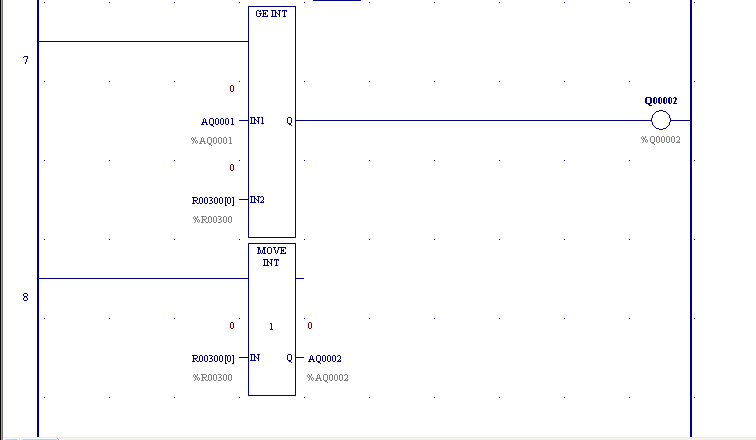 GE INT
7
0
AQ0001 IN1 Q
%AQ0001
Q00002
%Q00002
0
R00300[0] IN2
%R00300
MOVE
INT
8
0 1 0
R00300[0] IN Q AQ0002
%R00300 %AQ0002